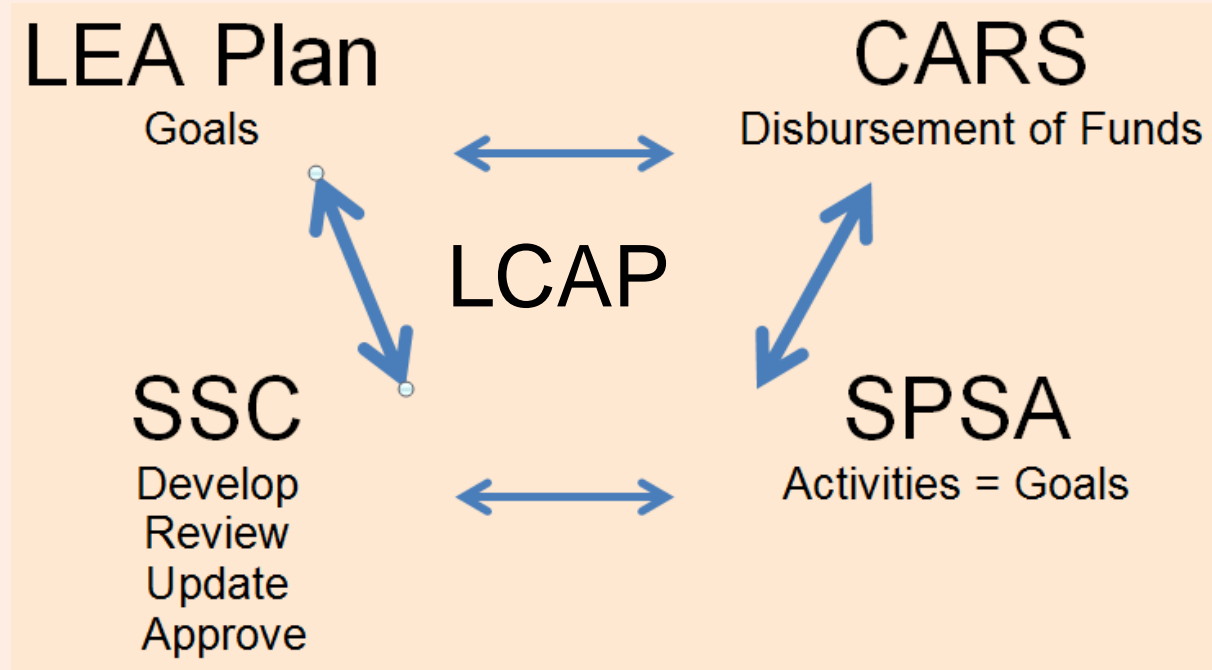 LEA Plan
Goals
CARS
Disbursement of Funds
LCAP
SSC
Develop
Review
Update
Approve
SPSA
Activities = Goals